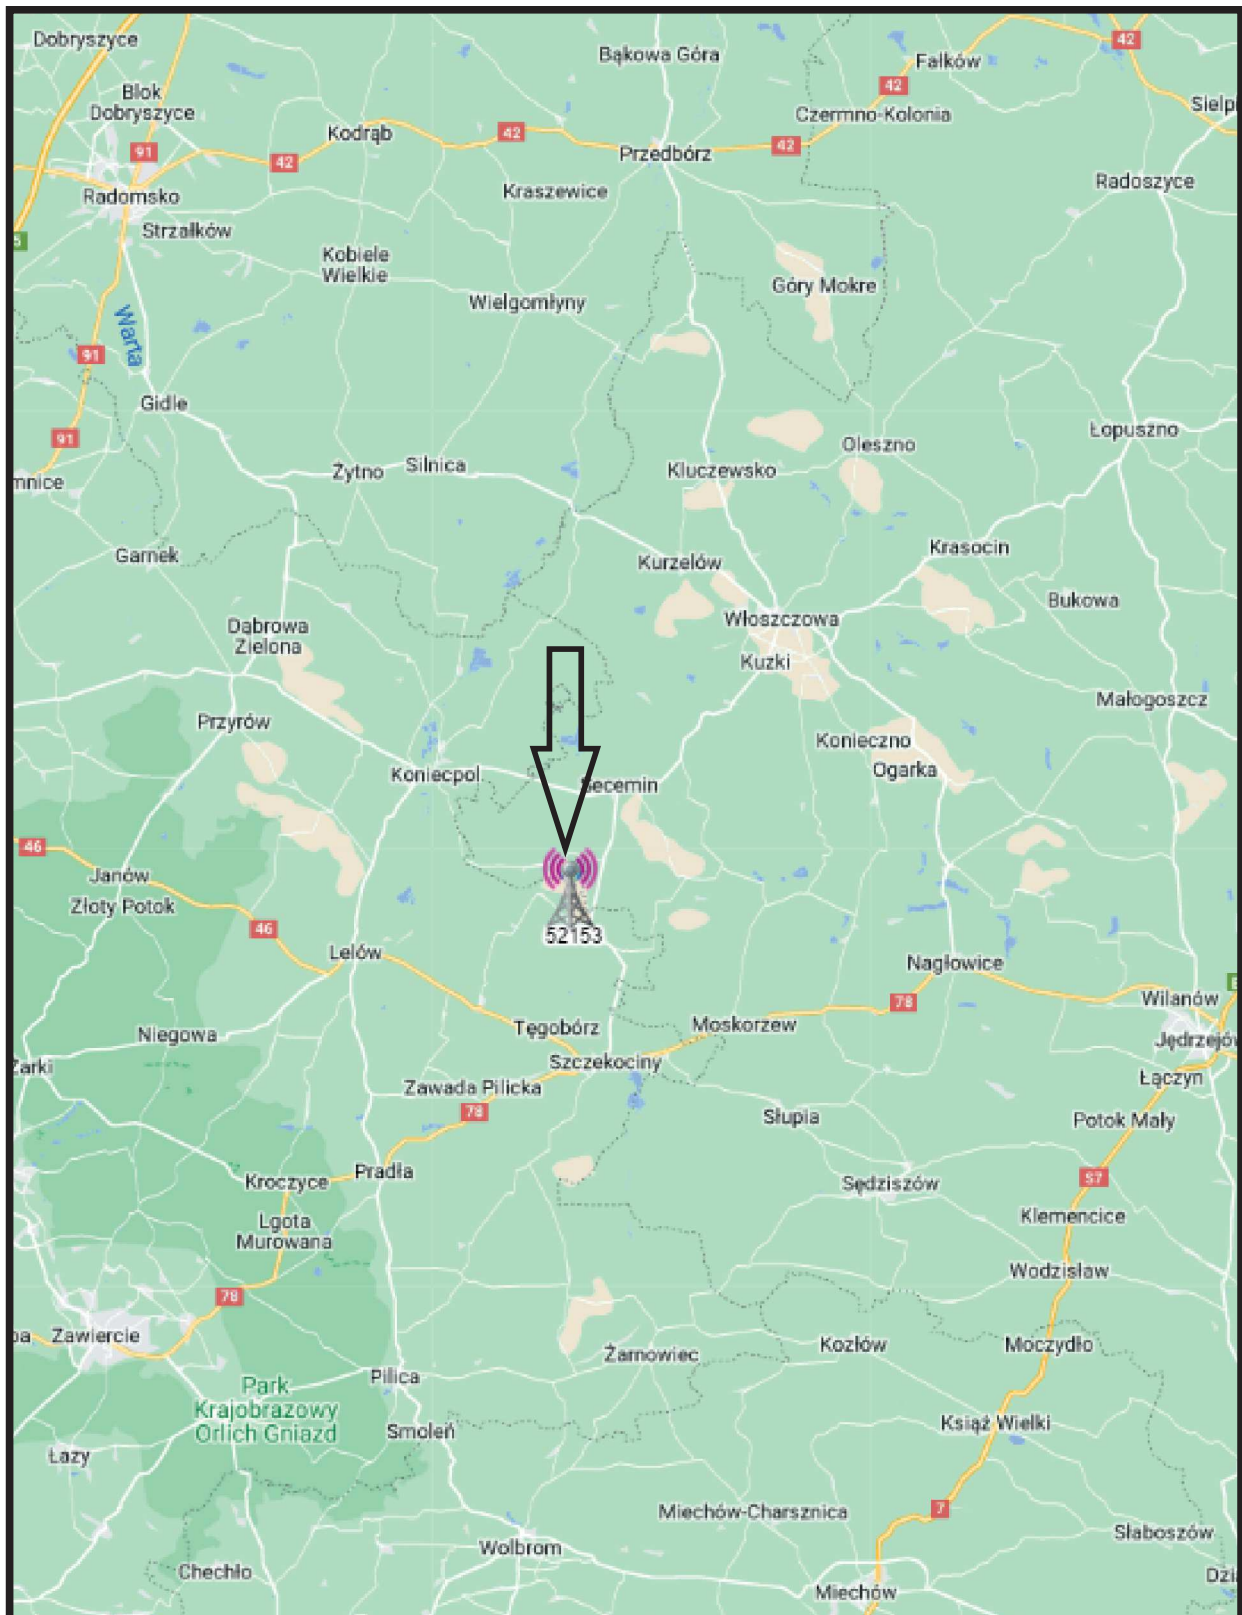 Dobryszyce
Bąkowa Góra
42
Fałków
42
Blok
Dobryszyce
Czermno-Kolonia
Kodrąb
42
91
42
42
Przedbórz
Radoszyce
Radomsko
Kraszewice
Strzałków
Kobiele
Wielkie
Góry Mokre
Wielgomłyny
Warta
91
Gidle
Łopuszno
91
Oleszno
Silnica
Żytno
Kluczewsko
mnice
Krasocin
Garnek
Kurzelów
Bukowa
Włoszczowa
Dąbrowa
Zielona
Kuzki
Małogoszcz
Przyrów
Konieczno
Ogarka
Koniecpol
Secemin
46
Janów
Złoty Potok
46
52153
Lelów
Nagłowice
Wilanów
78
Tęgobórz
Moskorzew
Niegowa
Jędrzejów
Szczekociny
Żarki
Łączyn
Zawada Pilicka
78
Słupia
Potok Mały
Pradła
Kroczyce
S7
Sędziszów
Lgota
Murowana
Klemencice
Wodzisław
78
Zawiercie
Kozłów
Moczydło
Żarnowiec
Pilica
Park
Krajobrazowy
Orlich Gniazd
Smoleń
Książ Wielki
Łazy
7
Miechów-Charsznica
Słaboszów
Wolbrom
Chechło
Miechów